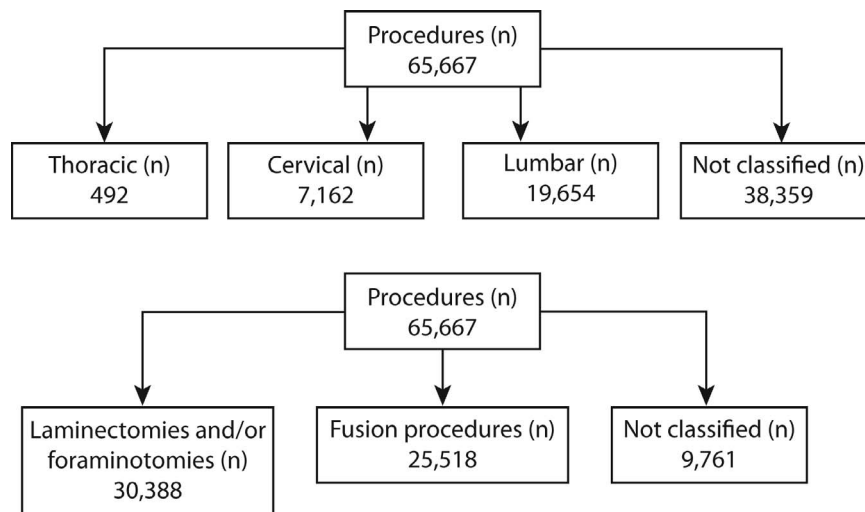 Procedures (n)
65,667
Thoracic (n)
492
Cervical (n)
7,162
Lumbar (n)
19,654
Not classified (n)
38,359
Procedures (n)
65,667
Laminectomies and/or
foraminotomies (n)
30,388
Fusion procedures (n)
25,518
Not classified (n)
9,761